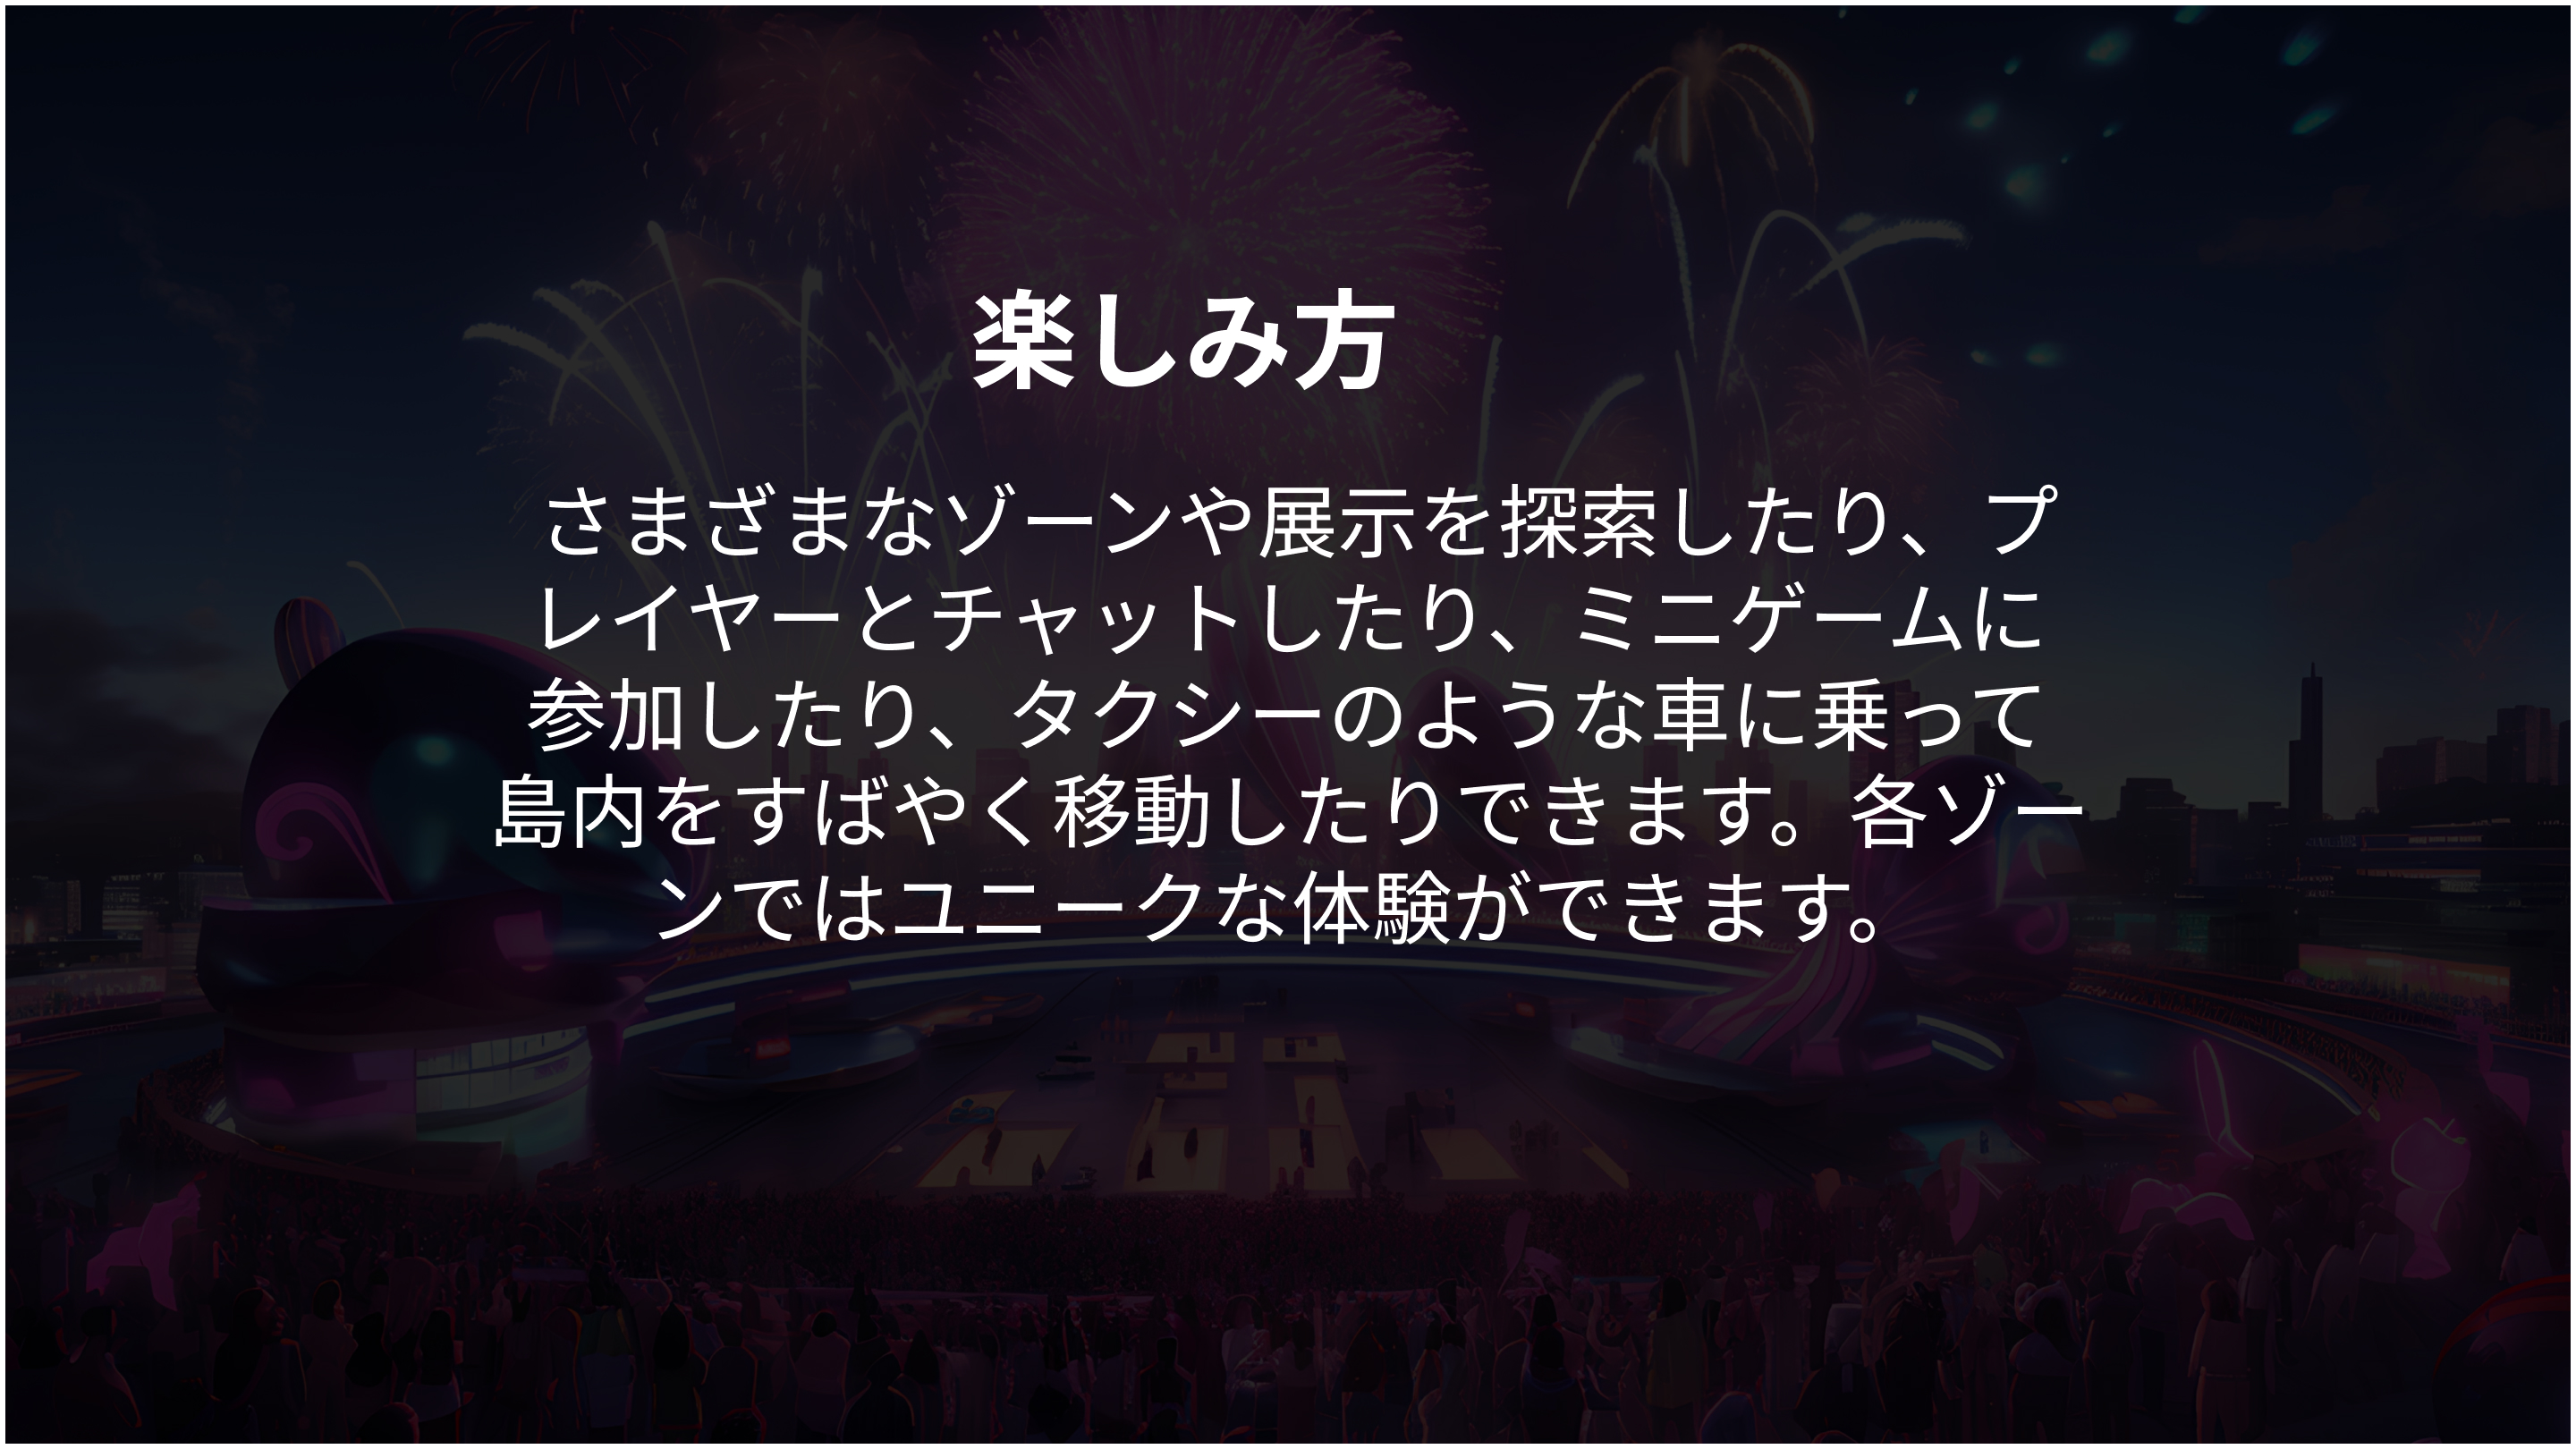 楽しみ方
さまざまなゾーンや展示を探索したり、プ
レイヤーとチャットしたり、ミニゲームに
参加したり、タクシーのような車に乗って
島内をすばやく移動したりできます。各ゾー
ンではユニークな体験ができます。